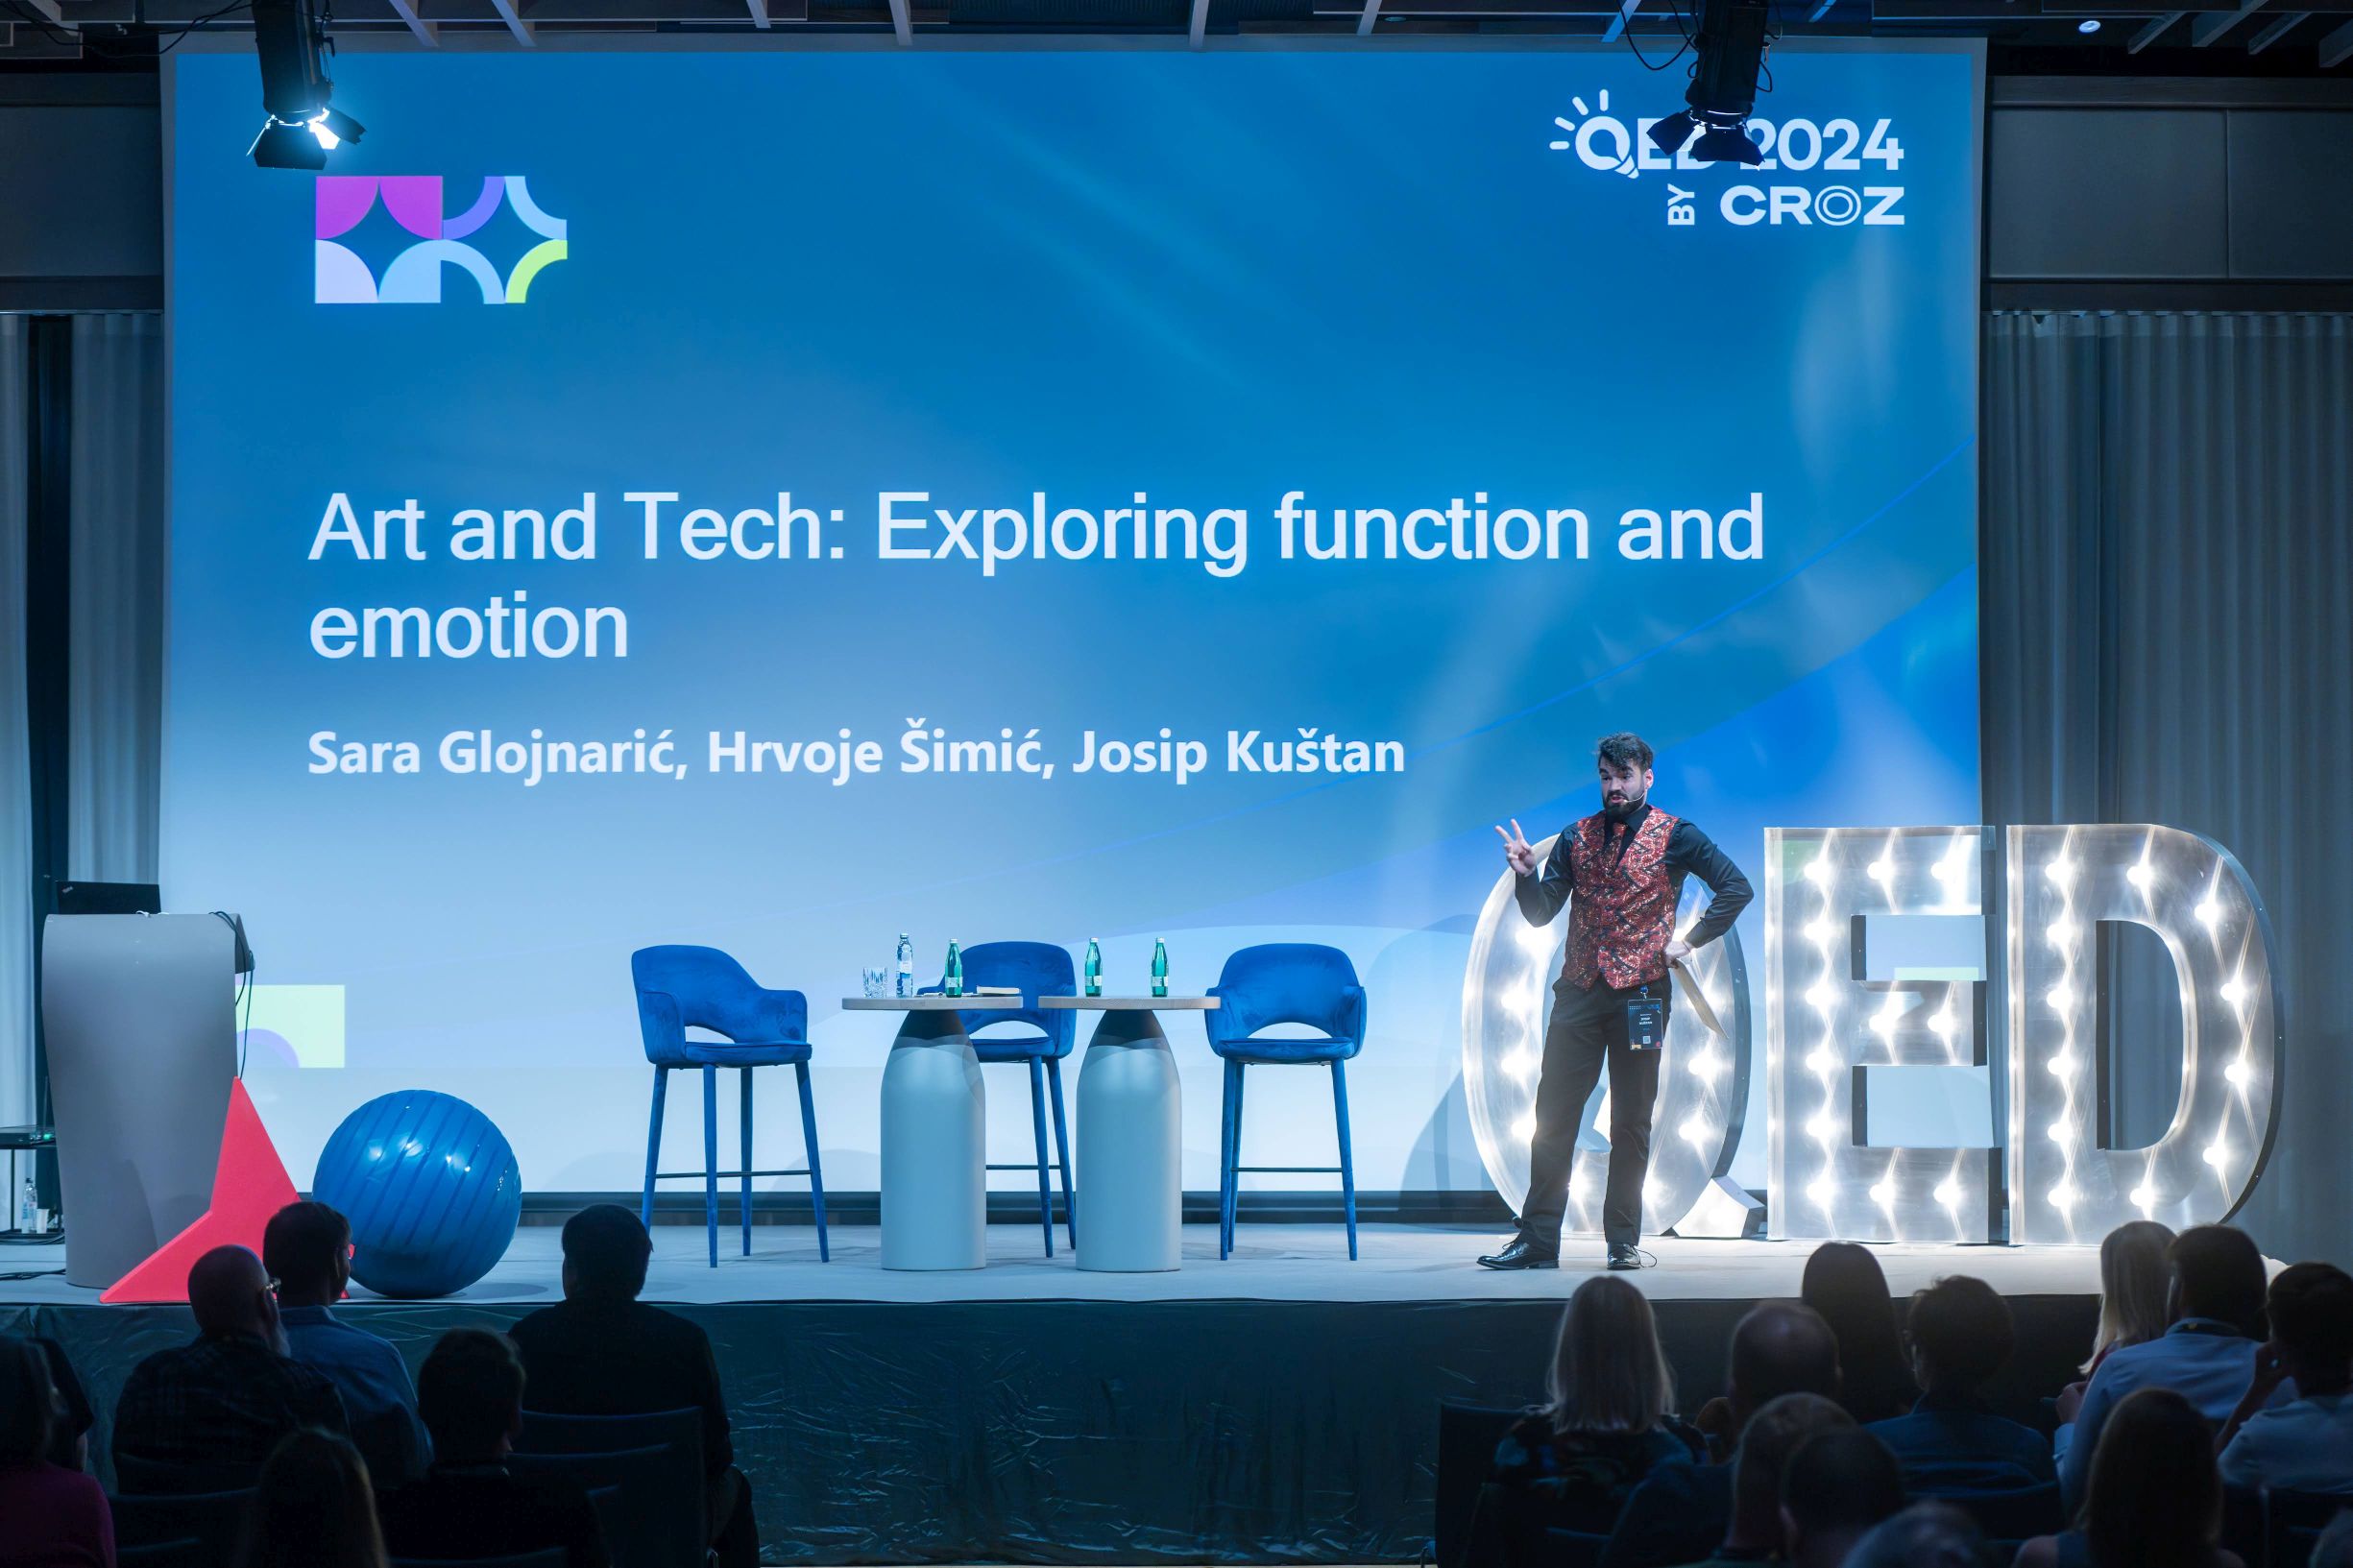 QED 2024
BY CROZ
Art and Tech: Exploring function and
emotion
Sara Glojnarić, Hrvoje Šimić, Josip Kuštan
QED